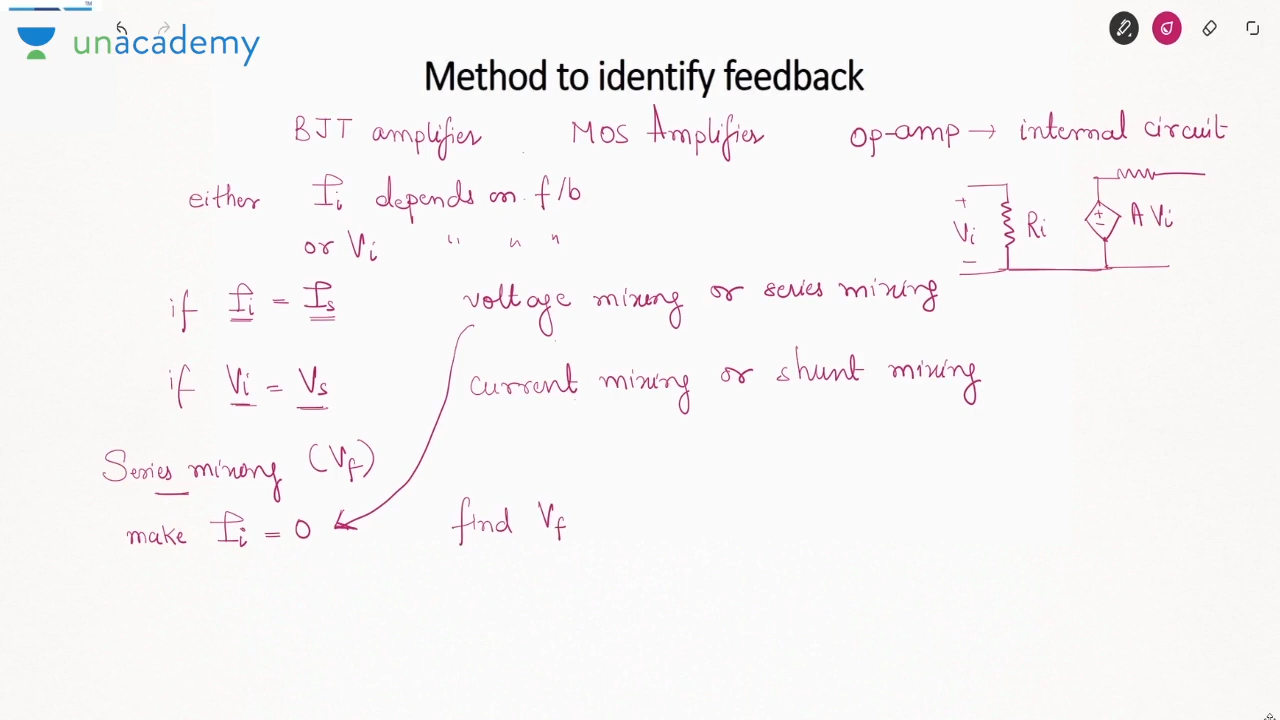 TM
unacademy
Method to identify feedback
BJT amplifier MOS Amplifier Op-amp → internal circuit
either Ii depends on f/b
or Vi " " "
+ Vi − Ri + − A Vi
if Ii = Is voltage mixing or series mixing
if Vi = Vs current mixing or shunt mixing
Series mixing (Vf)
make Ii = 0 find Vf